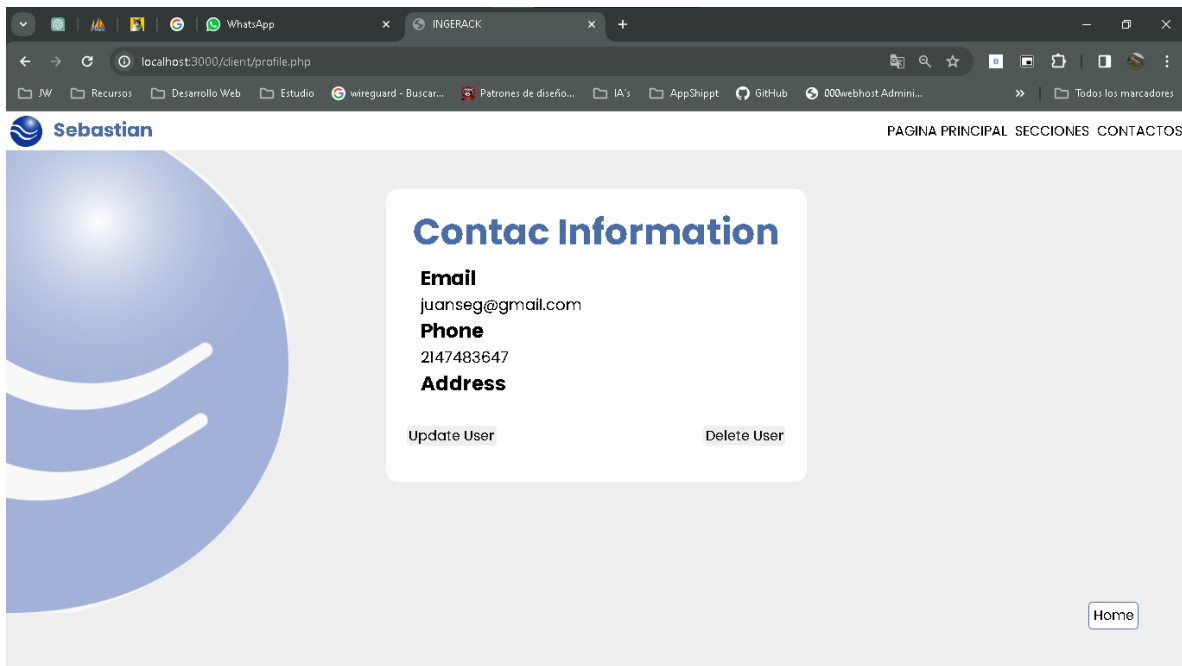 WhatsApp
INGERACK
localhost:3000/client/profile.php
JW Recursos Desarrollo Web Estudio wireguard - Buscar... Patrones de diseño... IA's AppShippt GitHub 000webhost Admini... » Todos los marcadores
Sebastian
PAGINA PRINCIPAL SECCIONES CONTACTOS
Contac Information
Email
juanseg@gmail.com
Phone
2147483647
Address
Update User Delete User
Home